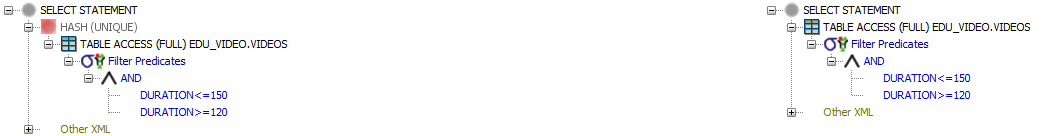 SELECT STATEMENT
HASH (UNIQUE)
TABLE ACCESS (FULL) EDU_VIDEO.VIDEOS
Filter Predicates
AND
DURATION<=150
DURATION>=120
Other XML
SELECT STATEMENT
TABLE ACCESS (FULL) EDU_VIDEO.VIDEOS
Filter Predicates
AND
DURATION<=150
DURATION>=120
Other XML